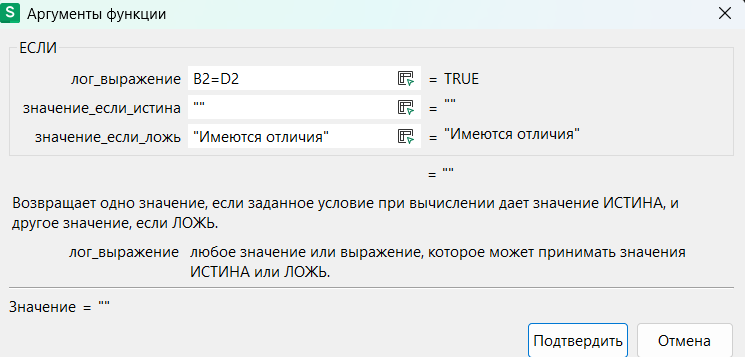 S Аргументы функции
ЕСЛИ
лог_выражение B2=D2 = TRUE
значение_если_истина "" = ""
значение_если_ложь "Имеются отличия" = "Имеются отличия"
= ""
Возвращает одно значение, если заданное условие при вычислении дает значение ИСТИНА, и
другое значение, если ЛОЖЬ.
лог_выражение любое значение или выражение, которое может принимать значения
ИСТИНА или ЛОЖЬ.
Значение = ""
Подтвердить Отмена